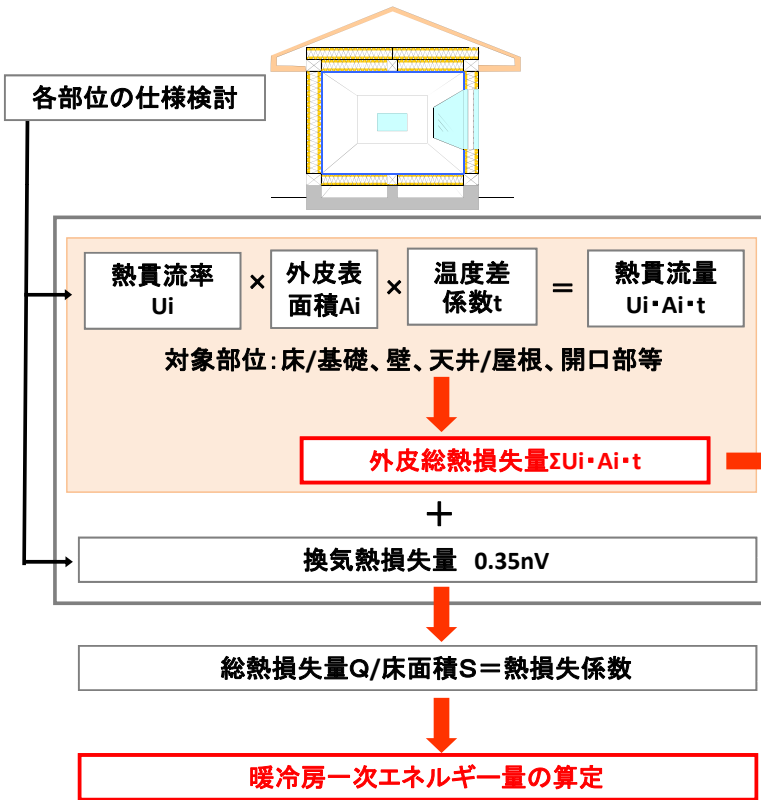 各部位の仕様検討
熱貫流率
Ui
×
外皮表
面積Ai
×
温度差
係数t
＝
熱貫流量
Ui・Ai・t
対象部位：床/基礎、壁、天井/屋根、開口部等
外皮総熱損失量ΣUi・Ai・t
＋
換気熱損失量 0.35nV
総熱損失量Q/床面積S＝熱損失係数
暖冷房一次エネルギー量の算定